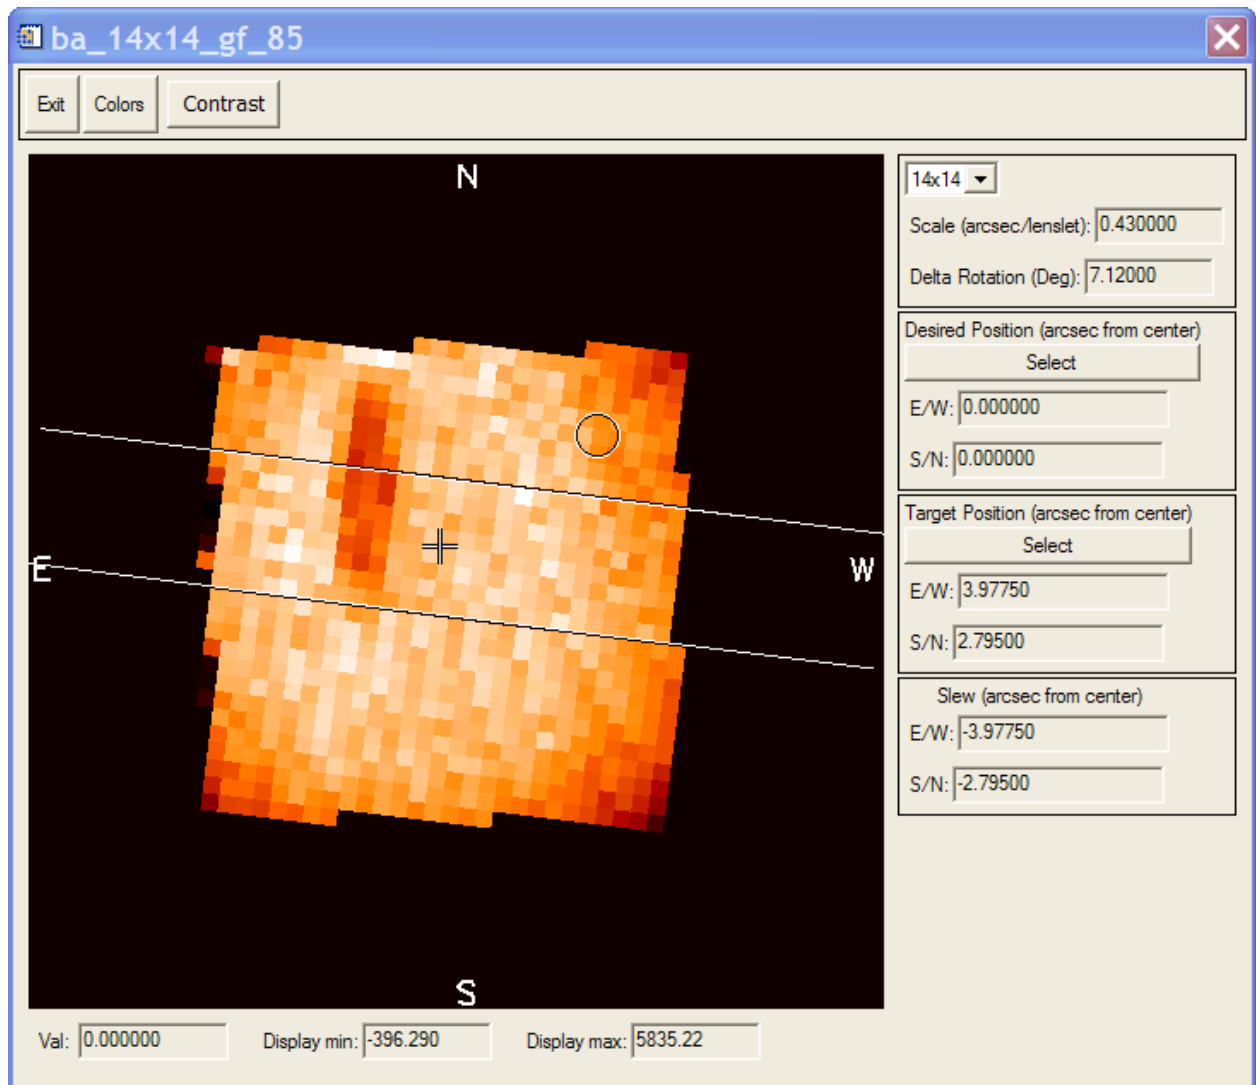 ba_14x14_gf_85
Exit Colors Contrast
N
E
W
S
14x14
Scale (arcsec/lenslet): 0.430000
Delta Rotation (Deg): 7.12000
Desired Position (arcsec from center)
Select
E/W: 0.000000
S/N: 0.000000
Target Position (arcsec from center)
Select
E/W: 3.97750
S/N: 2.79500
Slew (arcsec from center)
E/W: -3.97750
S/N: -2.79500
Val: 0.000000 Display min: -396.290 Display max: 5835.22